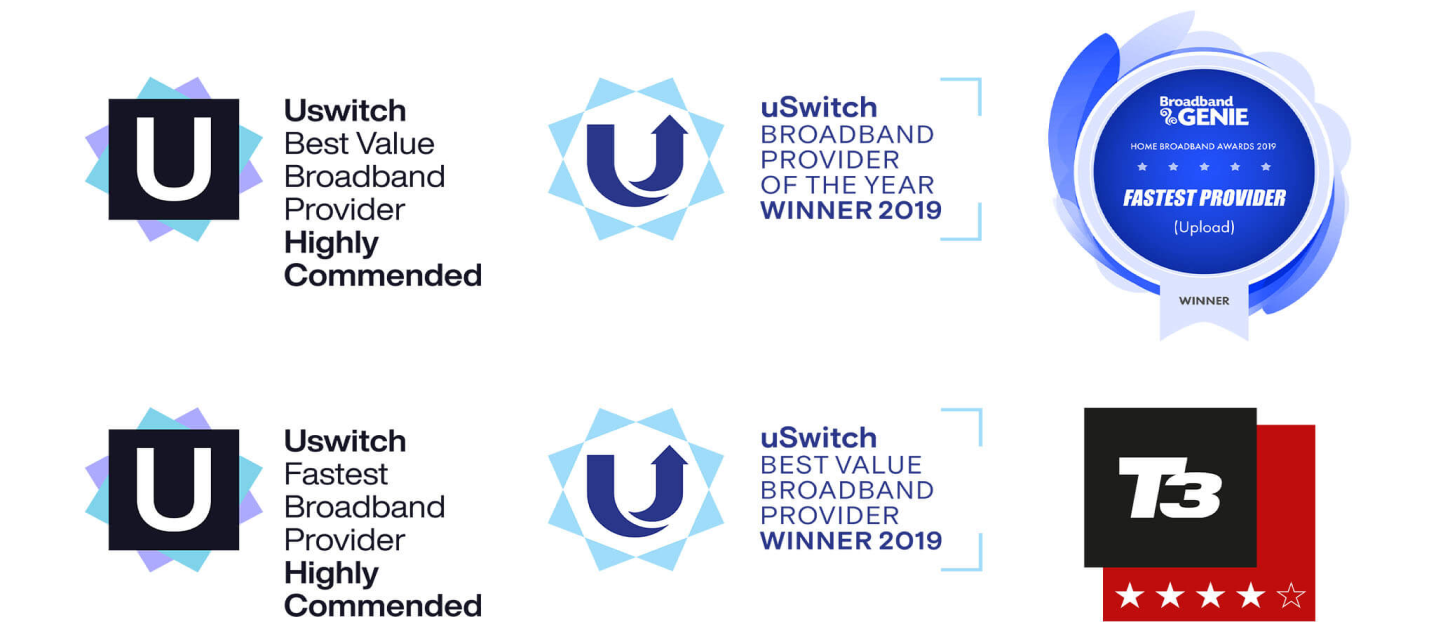 U
Uswitch
Best Value
Broadband
Provider
Highly
Commended
uSwitch
BROADBAND
PROVIDER
OF THE YEAR
WINNER 2019
Broadband
GENIE
HOME BROADBAND AWARDS 2019
FASTEST PROVIDER
(Upload)
WINNER
U
Uswitch
Fastest
Broadband
Provider
Highly
Commended
uSwitch
BEST VALUE
BROADBAND
PROVIDER
WINNER 2019
T3